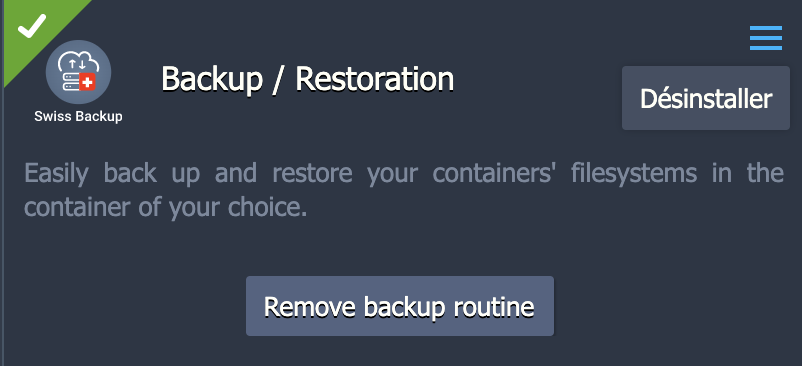 Swiss Backup
Backup / Restoration
Désinstaller
Easily back up and restore your containers' filesystems in the
container of your choice.
Remove backup routine